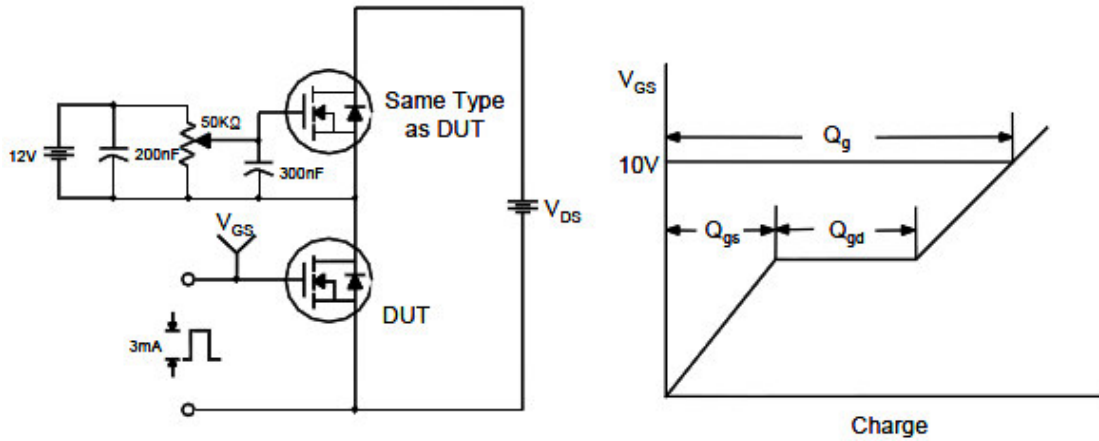 Same Type
as DUT
12V
200nF
50KΩ
300nF
VGS
VDS
DUT
3mA
VGS
10V
Qg
Qgs
Qgd
Charge